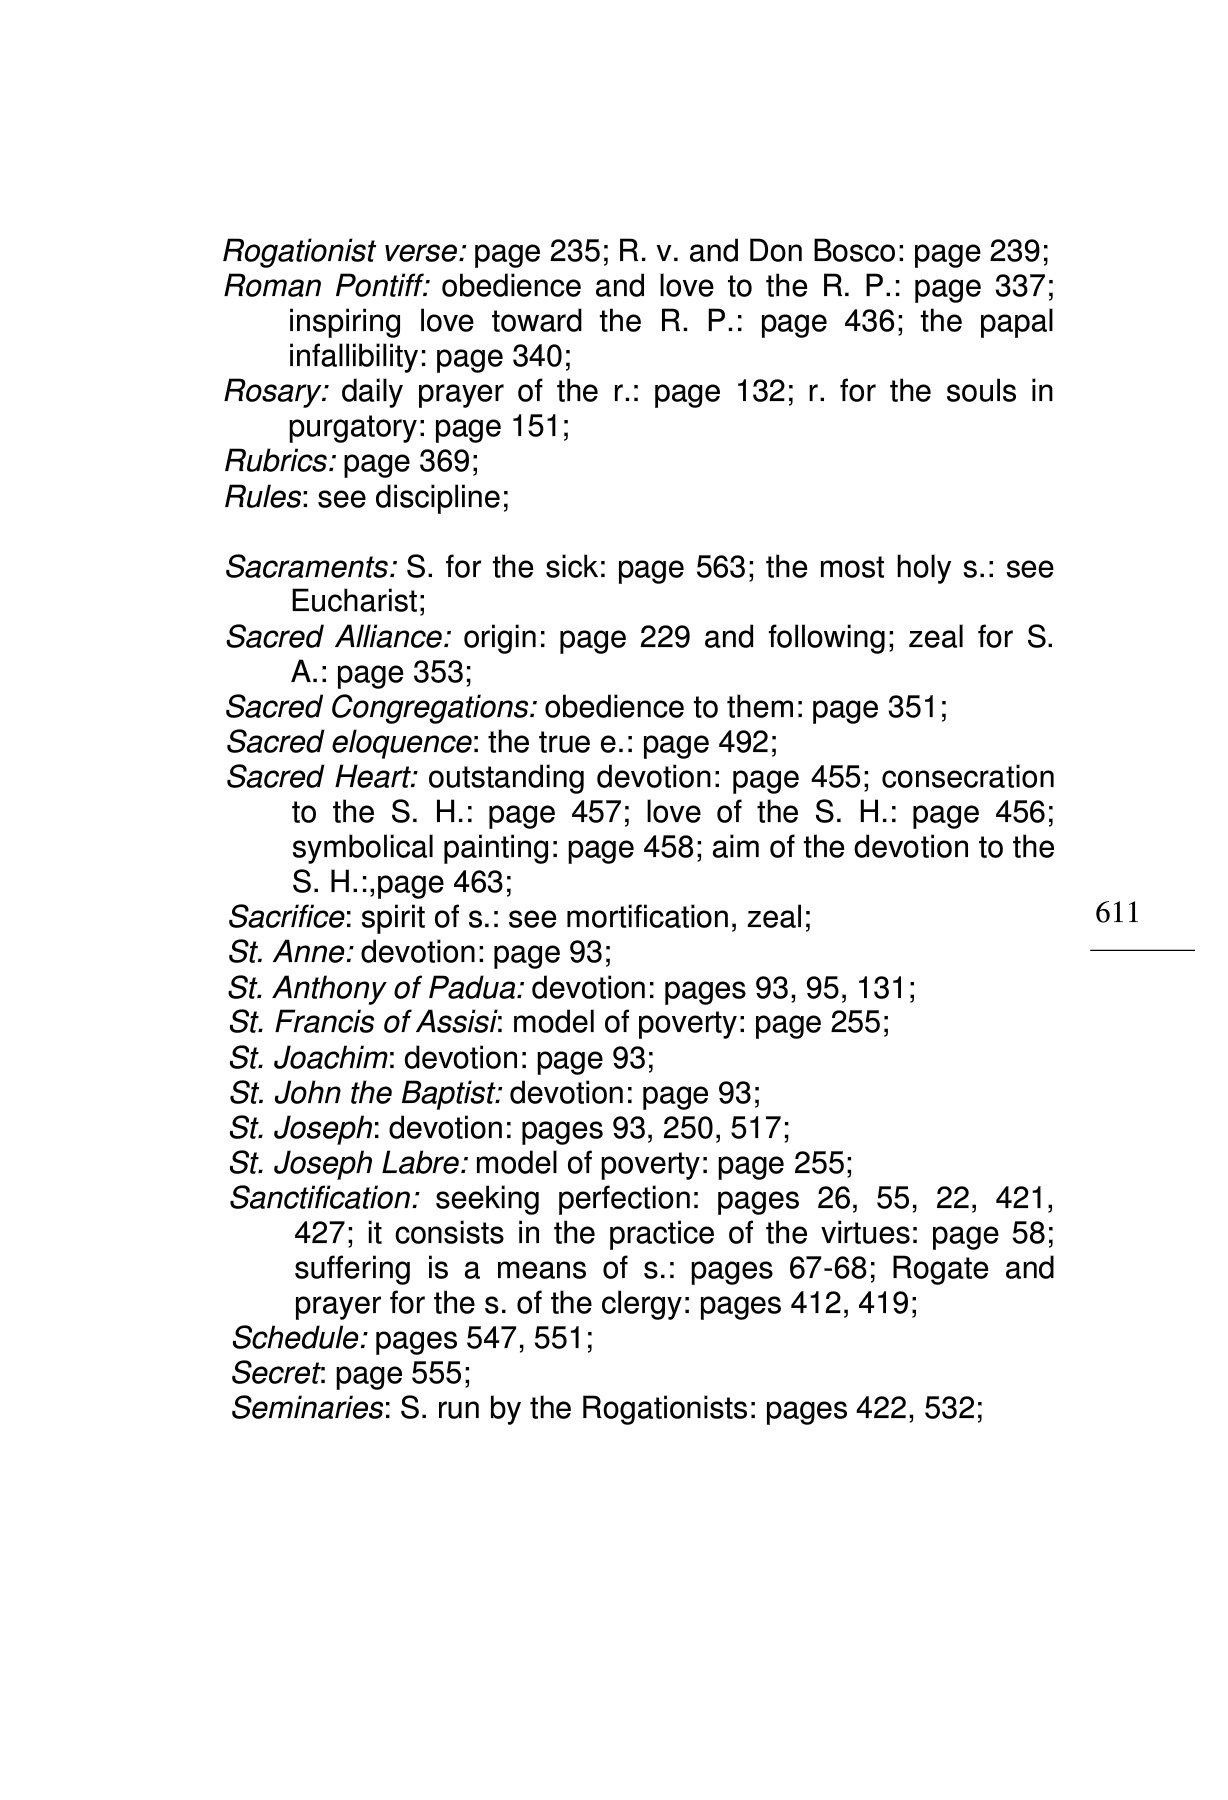 Rogationist verse: page 235; R. v. and Don Bosco: page 239;
Roman Pontiff: obedience and love to the R. P.: page 337;
inspiring love toward the R. P.: page 436; the papal
infallibility: page 340;
Rosary: daily prayer of the r.: page 132; r. for the souls in
purgatory: page 151;
Rubrics: page 369;
Rules: see discipline;
Sacraments: S. for the sick: page 563; the most holy s.: see
Eucharist;
Sacred Alliance: origin: page 229 and following; zeal for S.
A.: page 353;
Sacred Congregations: obedience to them: page 351;
Sacred eloquence: the true e.: page 492;
Sacred Heart: outstanding devotion: page 455; consecration
to the S. H.: page 457; love of the S. H.: page 456;
symbolical painting: page 458; aim of the devotion to the
S. H.:,page 463;
Sacrifice: spirit of s.: see mortification, zeal;
611
St. Anne: devotion: page 93;
St. Anthony of Padua: devotion: pages 93, 95, 131;
St. Francis of Assisi: model of poverty: page 255;
St. Joachim: devotion: page 93;
St. John the Baptist: devotion: page 93;
St. Joseph: devotion: pages 93, 250, 517;
St. Joseph Labre: model of poverty: page 255;
Sanctification: seeking perfection: pages 26, 55, 22, 421,
427; it consists in the practice of the virtues: page 58;
suffering is a means of s.: pages 67-68; Rogate and
prayer for the s. of the clergy: pages 412, 419;
Schedule: pages 547, 551;
Secret: page 555;
Seminaries: S. run by the Rogationists: pages 422, 532;